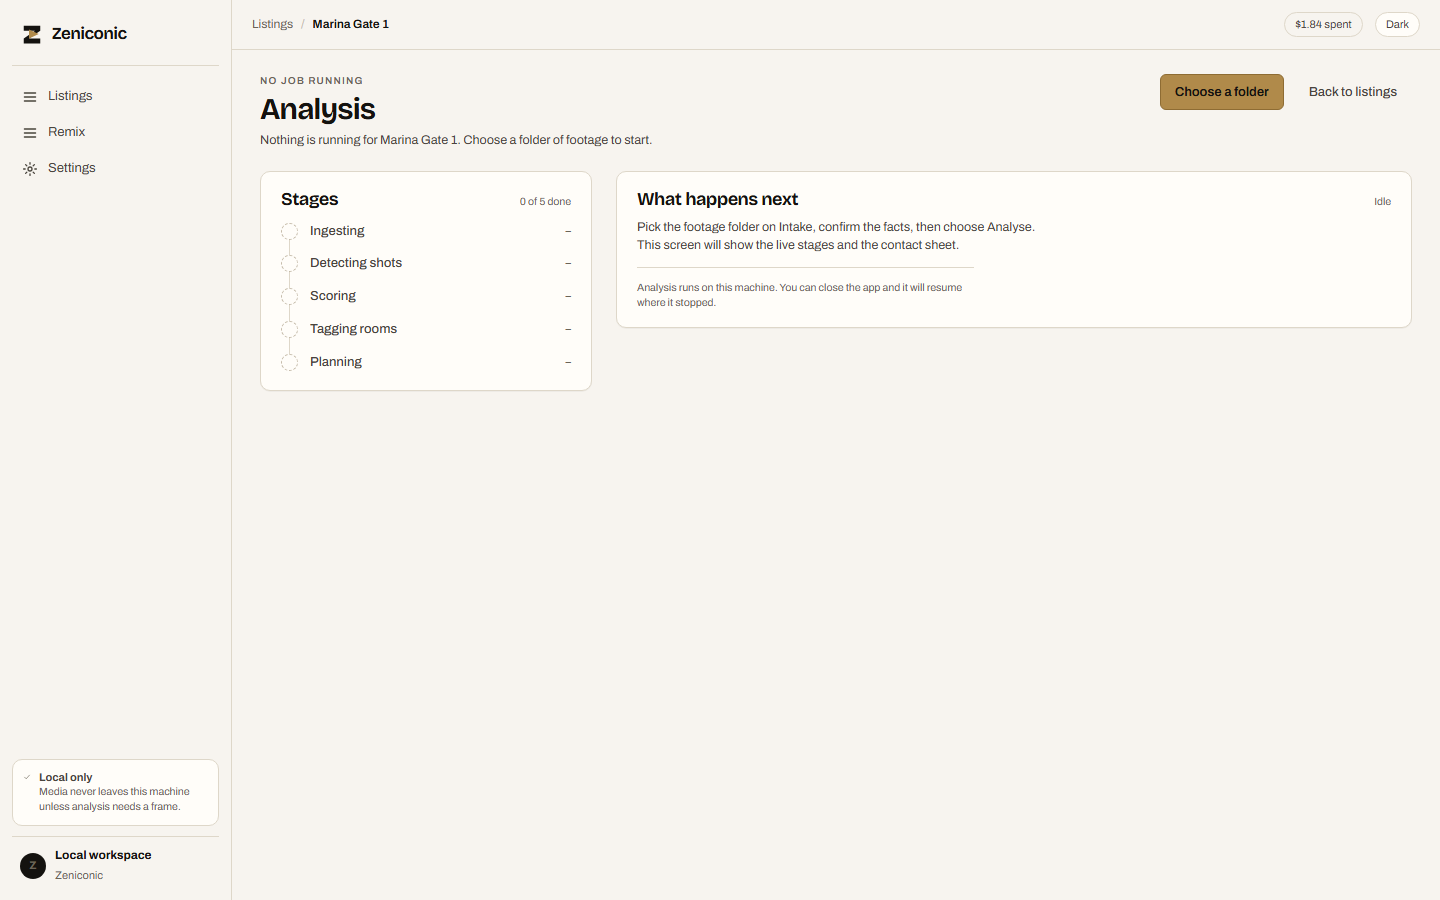 Zeniconic
Listings
Remix
Settings
Local only
Media never leaves this machine
unless analysis needs a frame.
Z
Local workspace
Zeniconic
Listings / Marina Gate 1
$1.84 spent
Dark
NO JOB RUNNING
Analysis
Nothing is running for Marina Gate 1. Choose a folder of footage to start.
Choose a folder
Back to listings
Stages
0 of 5 done
Ingesting –
Detecting shots –
Scoring –
Tagging rooms –
Planning –
What happens next
Idle
Pick the footage folder on Intake, confirm the facts, then choose Analyse.
This screen will show the live stages and the contact sheet.
Analysis runs on this machine. You can close the app and it will resume
where it stopped.